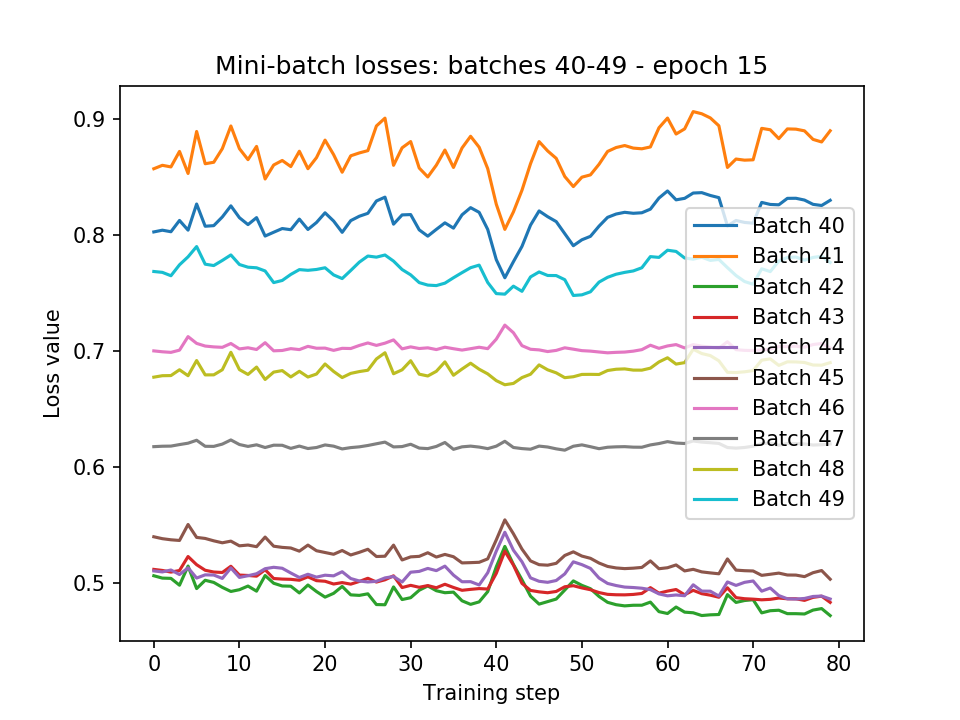 Mini-batch losses: batches 40-49 - epoch 15
Loss value
0.9
0.8
0.7
0.6
0.5
Batch 40
Batch 41
Batch 42
Batch 43
Batch 44
Batch 45
Batch 46
Batch 47
Batch 48
Batch 49
0 10 20 30 40 50 60 70 80
Training step